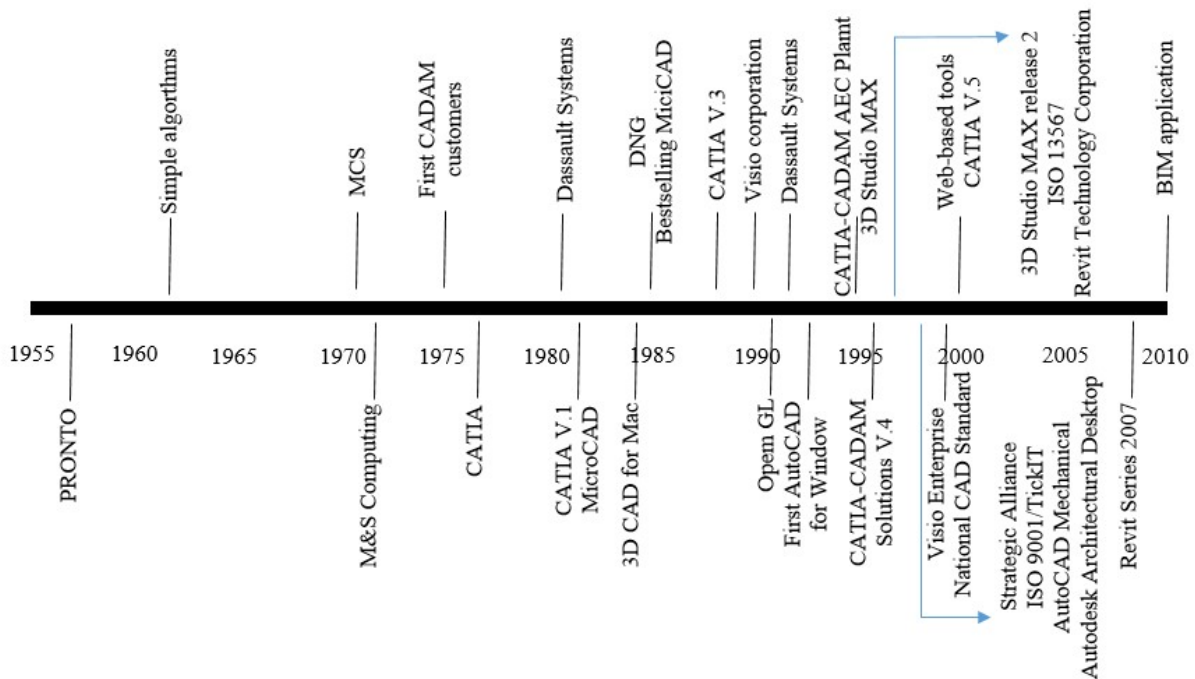 Simple algorthms
MCS
First CADAM
customers
Dassault Systems
DNG
Bestselling MiciCAD
CATIA V.3
Visio corporation
Dassault Systems
CATIA-CADAM AEC Plamt
3D Studio MAX
Web-based tools
CATIA V.5
3D Studio MAX release 2
ISO 13567
Revit Technology Corporation
BIM application
1955
1960
1965
1970
1975
1980
1985
1990
1995
2000
2005
2010
PRONTO
M&S Computing
CATIA
CATIA V.1
MicroCAD
3D CAD for Mac
Opem GL
First AutoCAD
for Window
CATIA-CADAM
Solutions V.4
Visio Enterprise
National CAD Standard
Strategic Alliance
ISO 9001/TickIT
AutoCAD Mechanical
Autodesk Architectural Desktop
Revit Series 2007